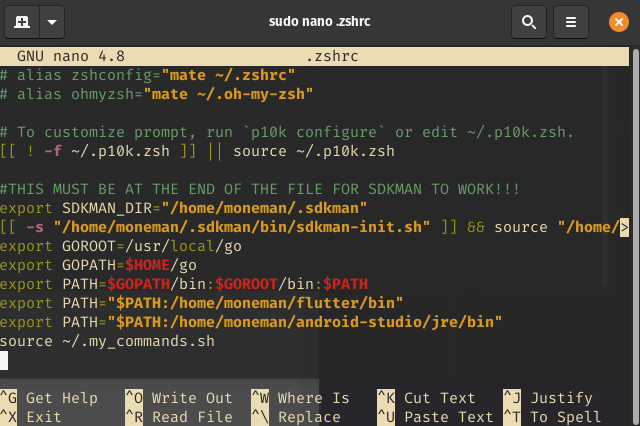 sudo nano .zshrc
GNU nano 4.8 .zshrc
# alias zshconfig="mate ~/.zshrc"
# alias ohmyzsh="mate ~/.oh-my-zsh"
# To customize prompt, run `p10k configure` or edit ~/.p10k.zsh.
[[ ! -f ~/.p10k.zsh ]] || source ~/.p10k.zsh
#THIS MUST BE AT THE END OF THE FILE FOR SDKMAN TO WORK!!!
export SDKMAN_DIR="/home/moneman/.sdkman"
[[ -s "/home/moneman/.sdkman/bin/sdkman-init.sh" ]] && source "/home/>
export GOROOT=/usr/local/go
export GOPATH=$HOME/go
export PATH=$GOPATH/bin:$GOROOT/bin:$PATH
export PATH="$PATH:/home/moneman/flutter/bin"
export PATH="$PATH:/home/moneman/android-studio/jre/bin"
source ~/.my_commands.sh
^G Get Help ^O Write Out ^W Where Is ^K Cut Text ^J Justify
^X Exit ^R Read File ^\ Replace ^U Paste Text ^T To Spell